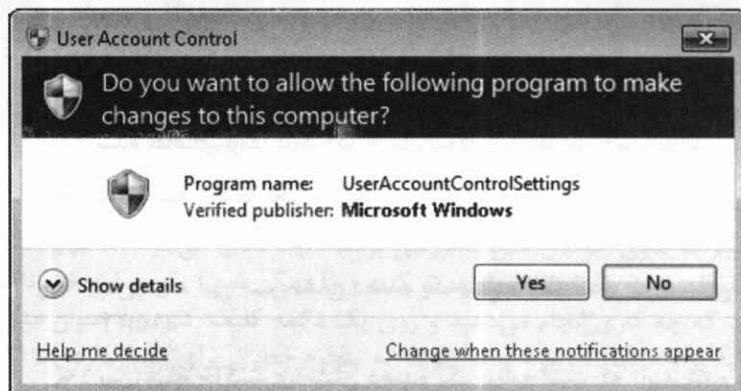 User Account Control
Do you want to allow the following program to make
changes to this computer?
Program name: UserAccountControlSettings
Verified publisher: Microsoft Windows
Show details
Yes
No
Help me decide
Change when these notifications appear